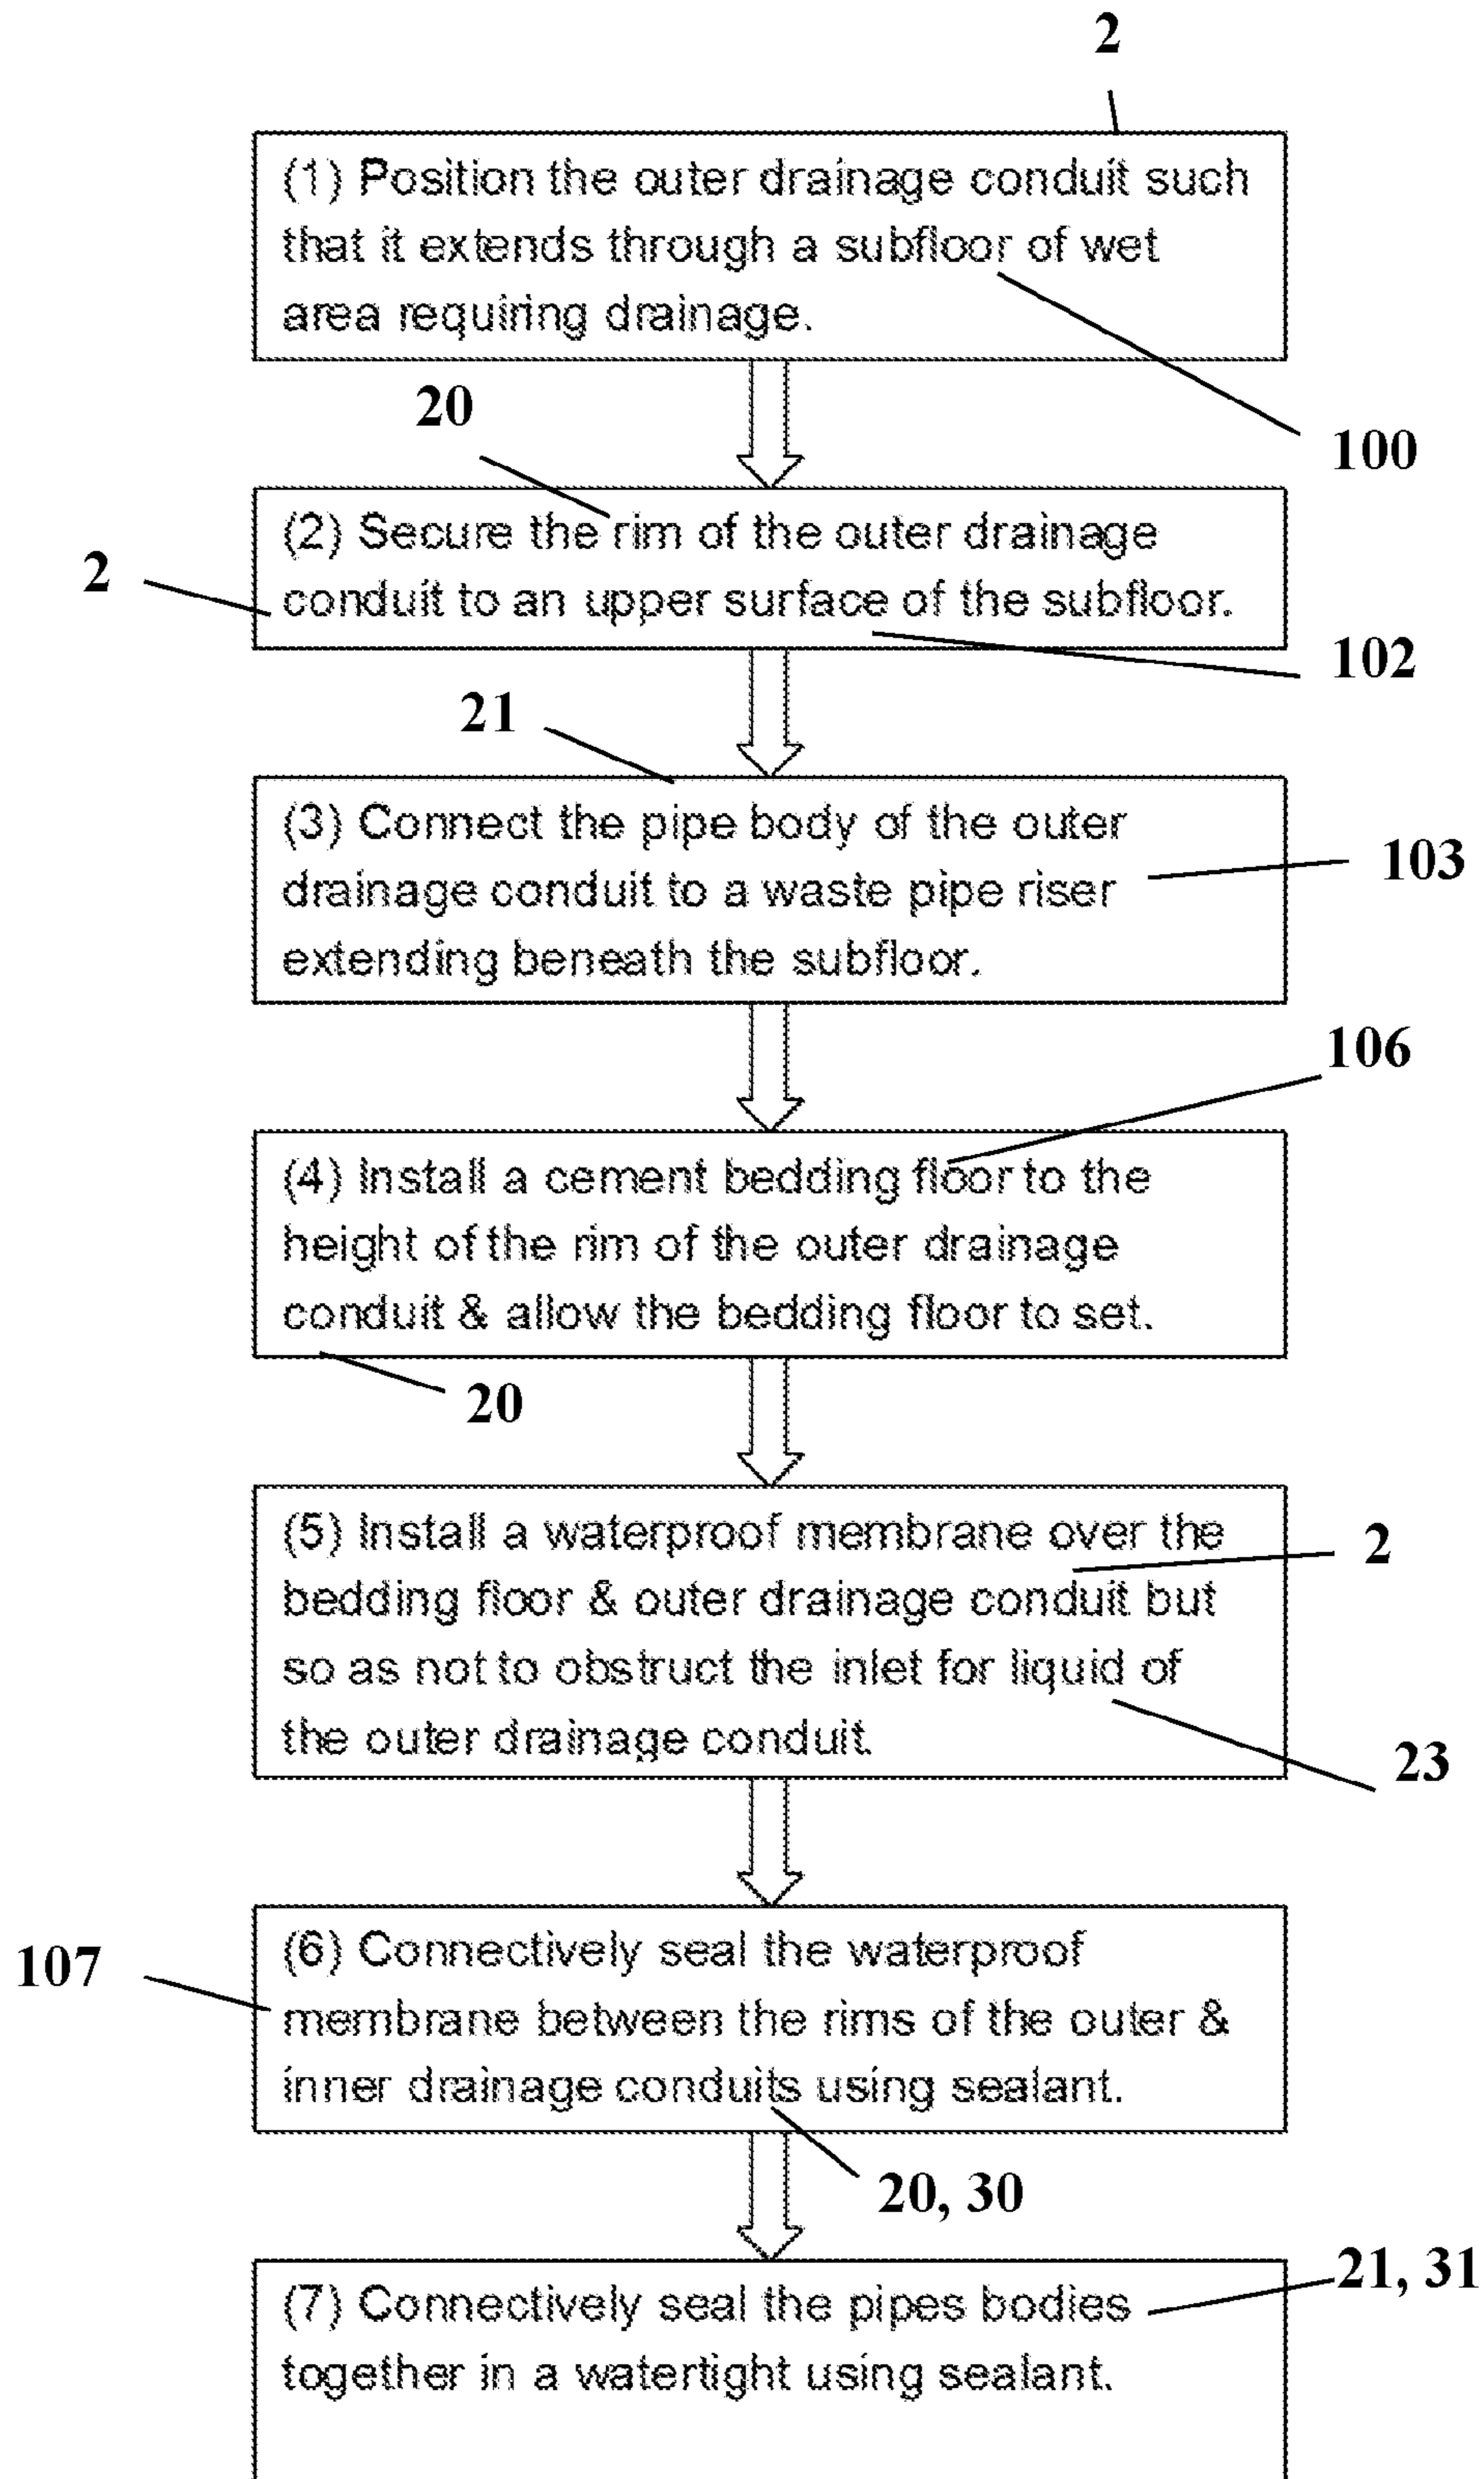 2
(1) Position the outer drainage conduit such
that it extends through a subfloor of wet
area requiring drainage.
20
100
(2) Secure the rim of the outer drainage
conduit to an upper surface of the subfloor.
2
102
21
(3) Connect the pipe body of the outer
drainage conduit to a waste pipe riser
extending beneath the subfloor.
103
106
(4) Install a cement bedding floor to the
height of the rim of the outer drainage
conduit & allow the bedding floor to set.
20
(5) Install a waterproof membrane over the
bedding floor & outer drainage conduit but
so as not to obstruct the inlet for liquid of
the outer drainage conduit.
2
23
(6) Connectively seal the waterproof
membrane between the rims of the outer &
inner drainage conduits using sealant.
107
20, 30
(7) Connectively seal the pipes bodies
together in a watertight using sealant.
21, 31